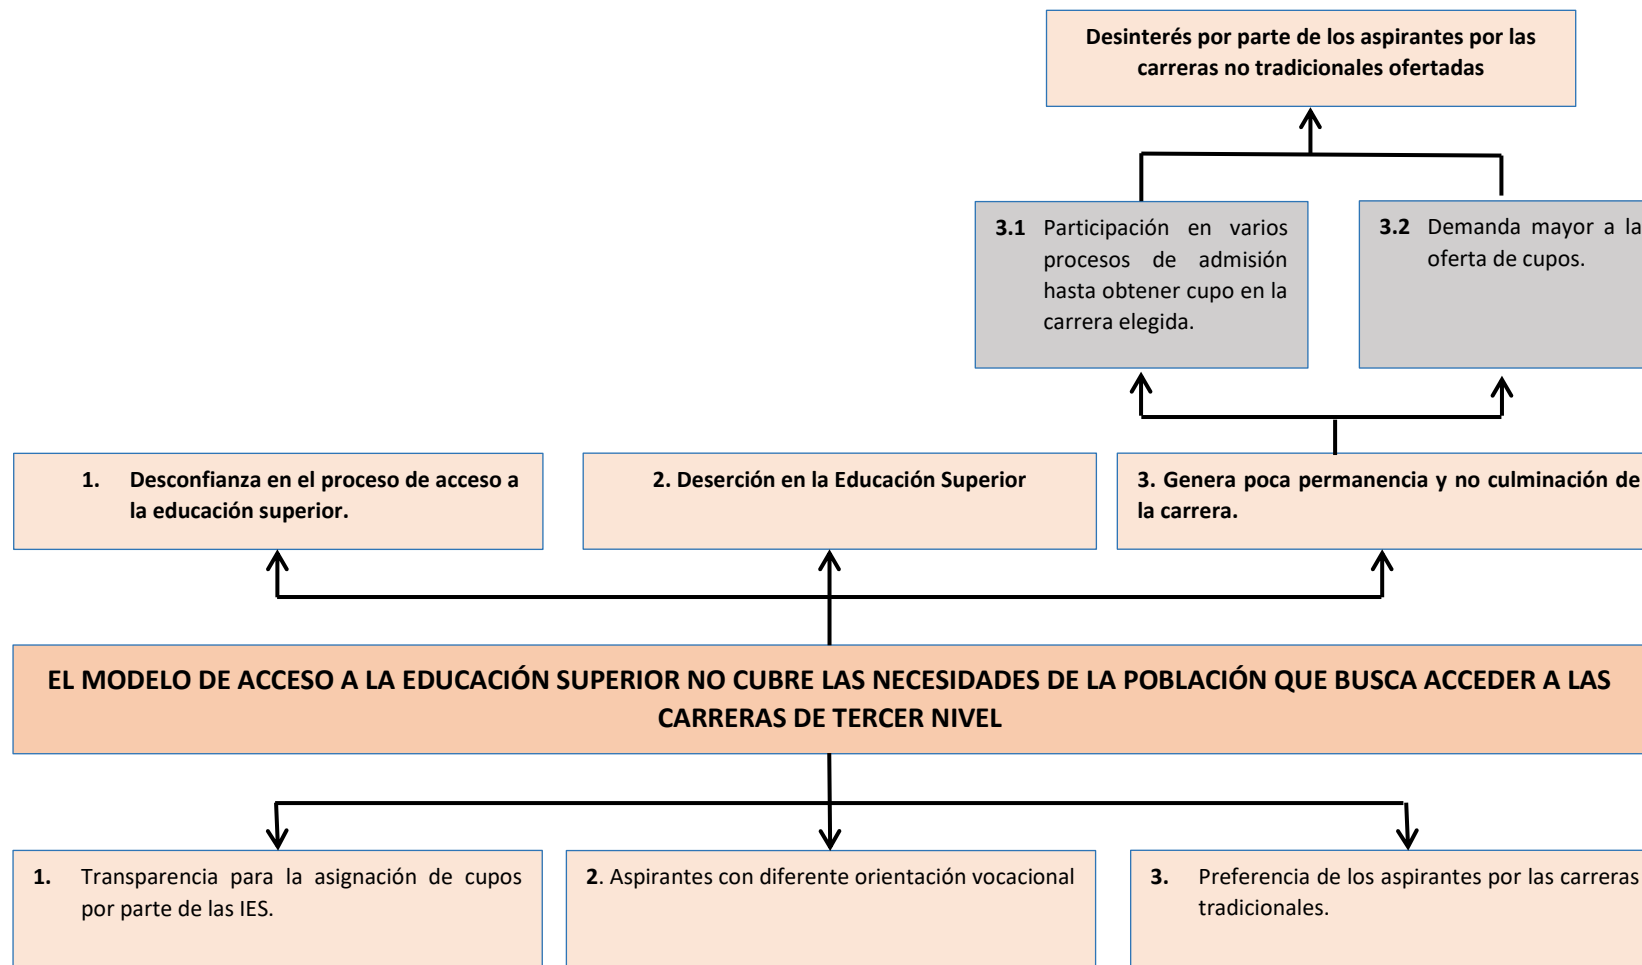 Desinterés por parte de los aspirantes por las
carreras no tradicionales ofertadas
3.1 Participación en varios
procesos de admisión
hasta obtener cupo en la
carrera elegida.
3.2 Demanda mayor a la
oferta de cupos.
1. Desconfianza en el proceso de acceso a
la educación superior.
2. Deserción en la Educación Superior
3. Genera poca permanencia y no culminación de
la carrera.
EL MODELO DE ACCESO A LA EDUCACIÓN SUPERIOR NO CUBRE LAS NECESIDADES DE LA POBLACIÓN QUE BUSCA ACCEDER A LAS
CARRERAS DE TERCER NIVEL
1. Transparencia para la asignación de cupos
por parte de las IES.
2. Aspirantes con diferente orientación vocacional
3. Preferencia de los aspirantes por las carreras
tradicionales.